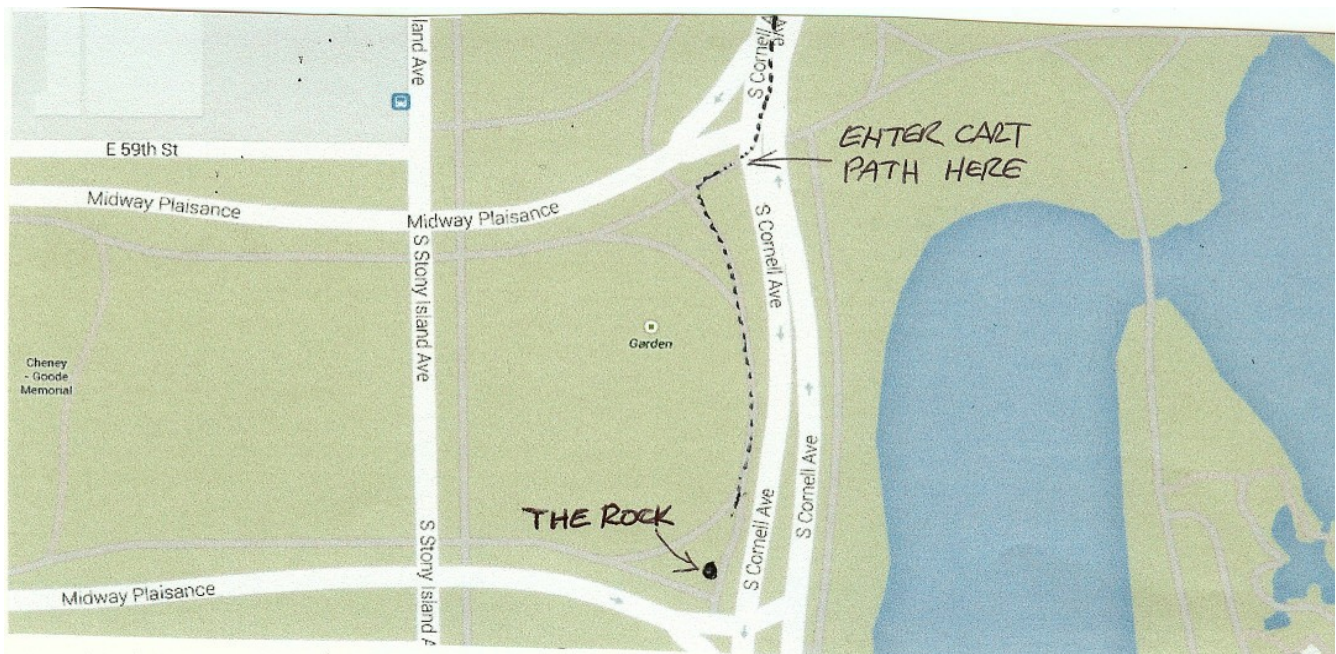 land Ave
S Cornell Ave
Ave
ENTER CART
PATH HERE
E 59th St
Midway Plaisance
Midway Plaisance
S Stony Island Ave
S Cornell Ave
Garden
Cheney
- Goode
Memorial
S Cornell Ave
S Cornell Ave
THE ROCK
S Stony Island A
Midway Plaisance